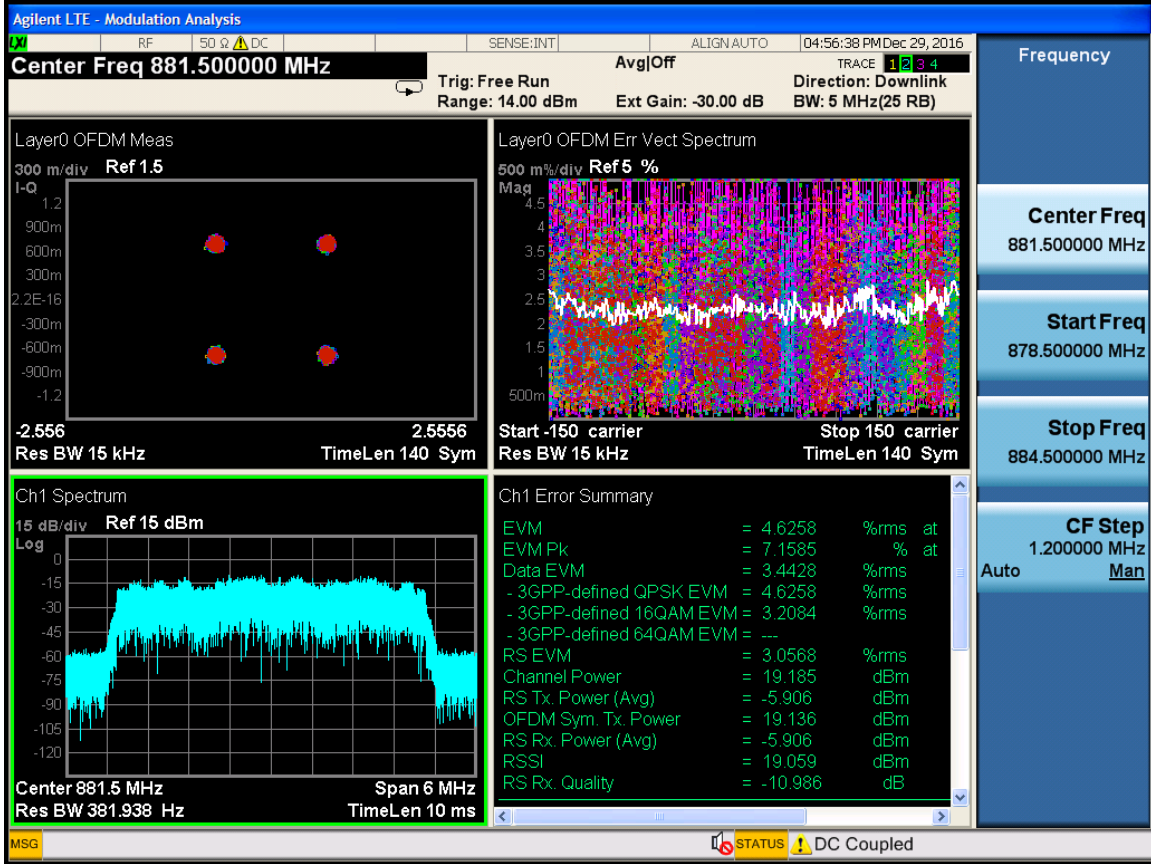 Agilent LTE - Modulation Analysis
LXI RF 50 Ω DC SENSE:INT ALIGN AUTO 04:56:38 PM Dec 29, 2016
Center Freq 881.500000 MHz
Avg|Off
TRACE 1 2 3 4
Trig: Free Run
Direction: Downlink
Range: 14.00 dBm Ext Gain: -30.00 dB BW: 5 MHz(25 RB)
Layer0 OFDM Meas
300 m/div Ref 1.5
I-Q
1.2
900m
600m
300m
2.2E-16
-300m
-600m
-900m
-1.2
-2.556 2.5556
Res BW 15 kHz TimeLen 140 Sym
Layer0 OFDM Err Vect Spectrum
500 m%/div Ref 5 %
Mag
4.5
4
3.5
3
2.5
2
1.5
1
500m
Start -150 carrier Stop 150 carrier
Res BW 15 kHz TimeLen 140 Sym
Ch1 Spectrum
15 dB/div Ref 15 dBm
Log
0
-15
-30
-45
-60
-75
-90
-105
-120
Center 881.5 MHz Span 6 MHz
Res BW 381.938 Hz TimeLen 10 ms
Ch1 Error Summary
EVM = 4.6258 %rms at
EVM Pk = 7.1585 % at
Data EVM = 3.4428 %rms
- 3GPP-defined QPSK EVM = 4.6258 %rms
- 3GPP-defined 16QAM EVM = 3.2084 %rms
- 3GPP-defined 64QAM EVM = ---
RS EVM = 3.0568 %rms
Channel Power = 19.185 dBm
RS Tx. Power (Avg) = -5.906 dBm
OFDM Sym. Tx. Power = 19.136 dBm
RS Rx. Power (Avg) = -5.906 dBm
RSSI = 19.059 dBm
RS Rx. Quality = -10.986 dB
Frequency
Center Freq
881.500000 MHz
Start Freq
878.500000 MHz
Stop Freq
884.500000 MHz
CF Step
1.200000 MHz
Auto Man
MSG STATUS DC Coupled